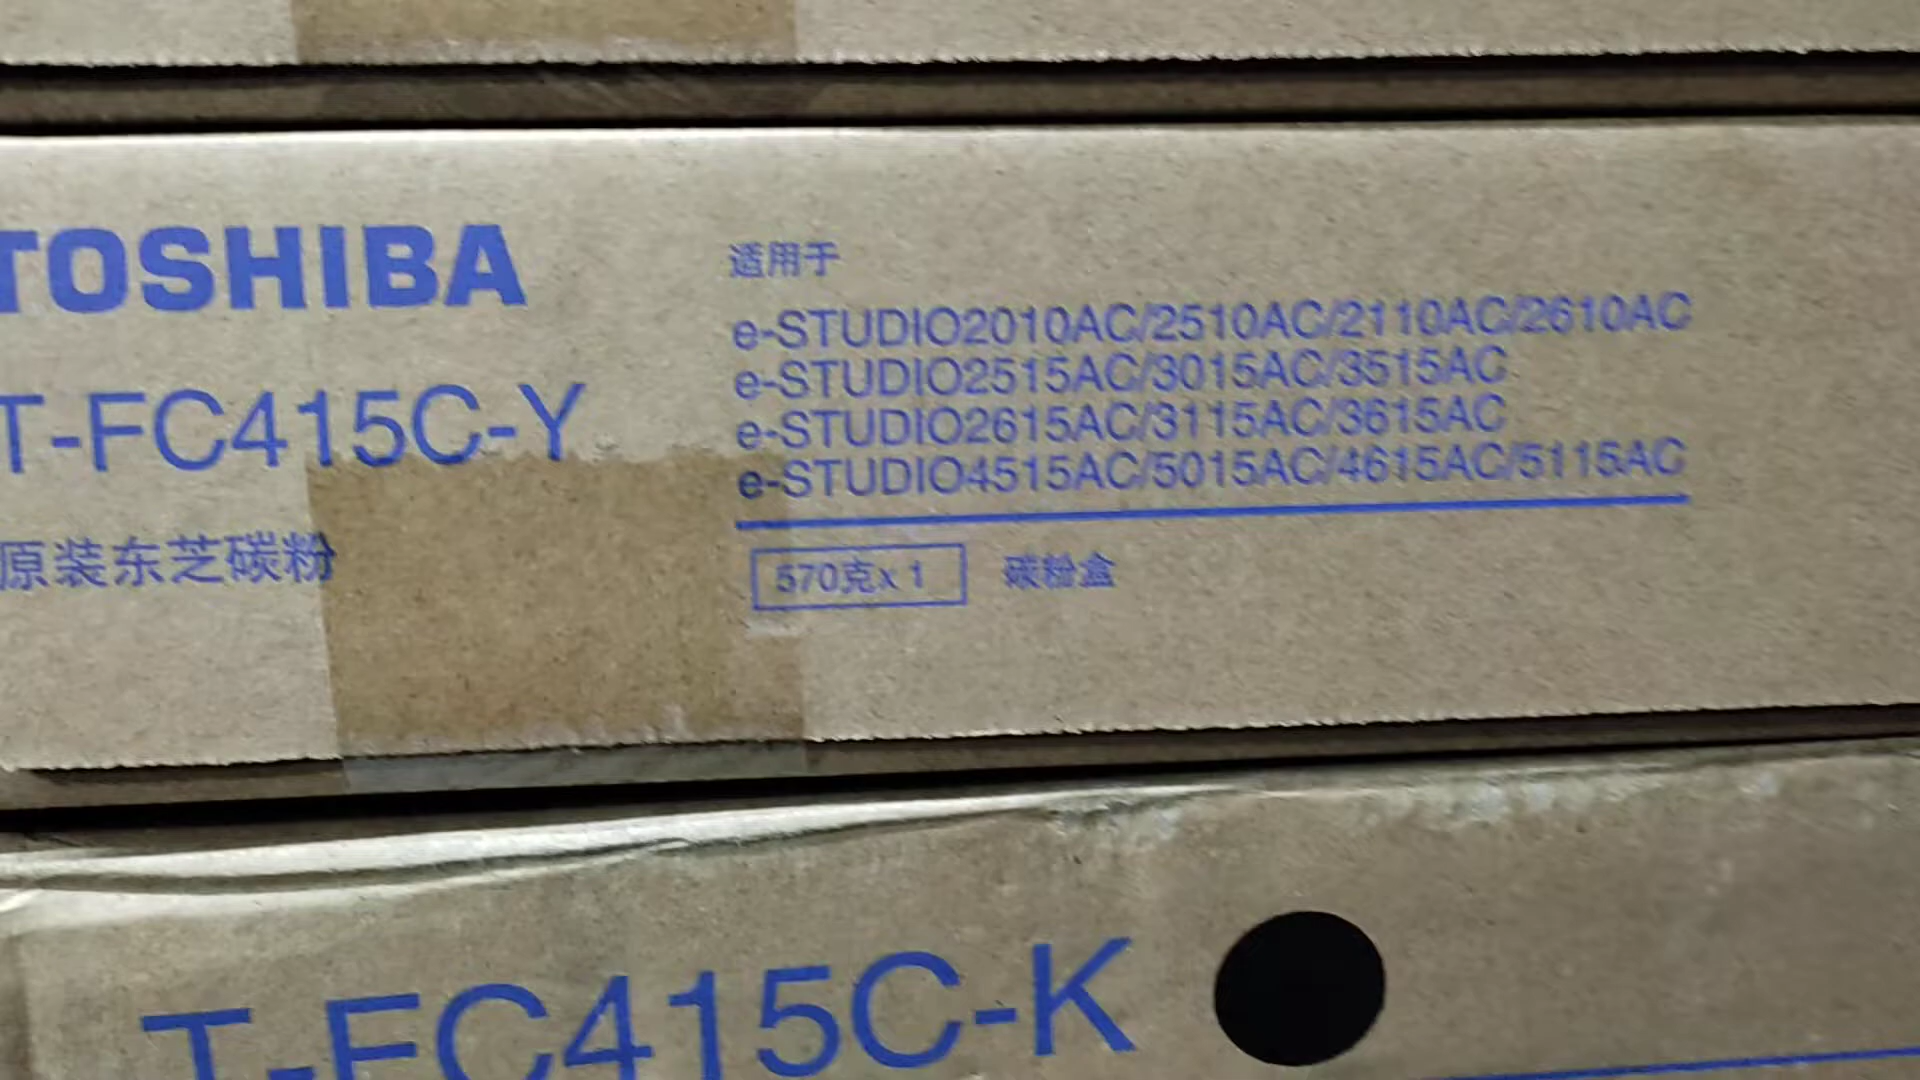 TOSHIBA
T-FC415C-Y
原装东芝碳粉
适用于
e-STUDIO2010AC/2510AC/2110AC/2610AC
e-STUDIO2515AC/3015AC/3515AC
e-STUDIO2615AC/3115AC/3615AC
e-STUDIO4515AC/5015AC/4615AC/5115AC
570克x 1 碳粉盒
T-FC415C-K